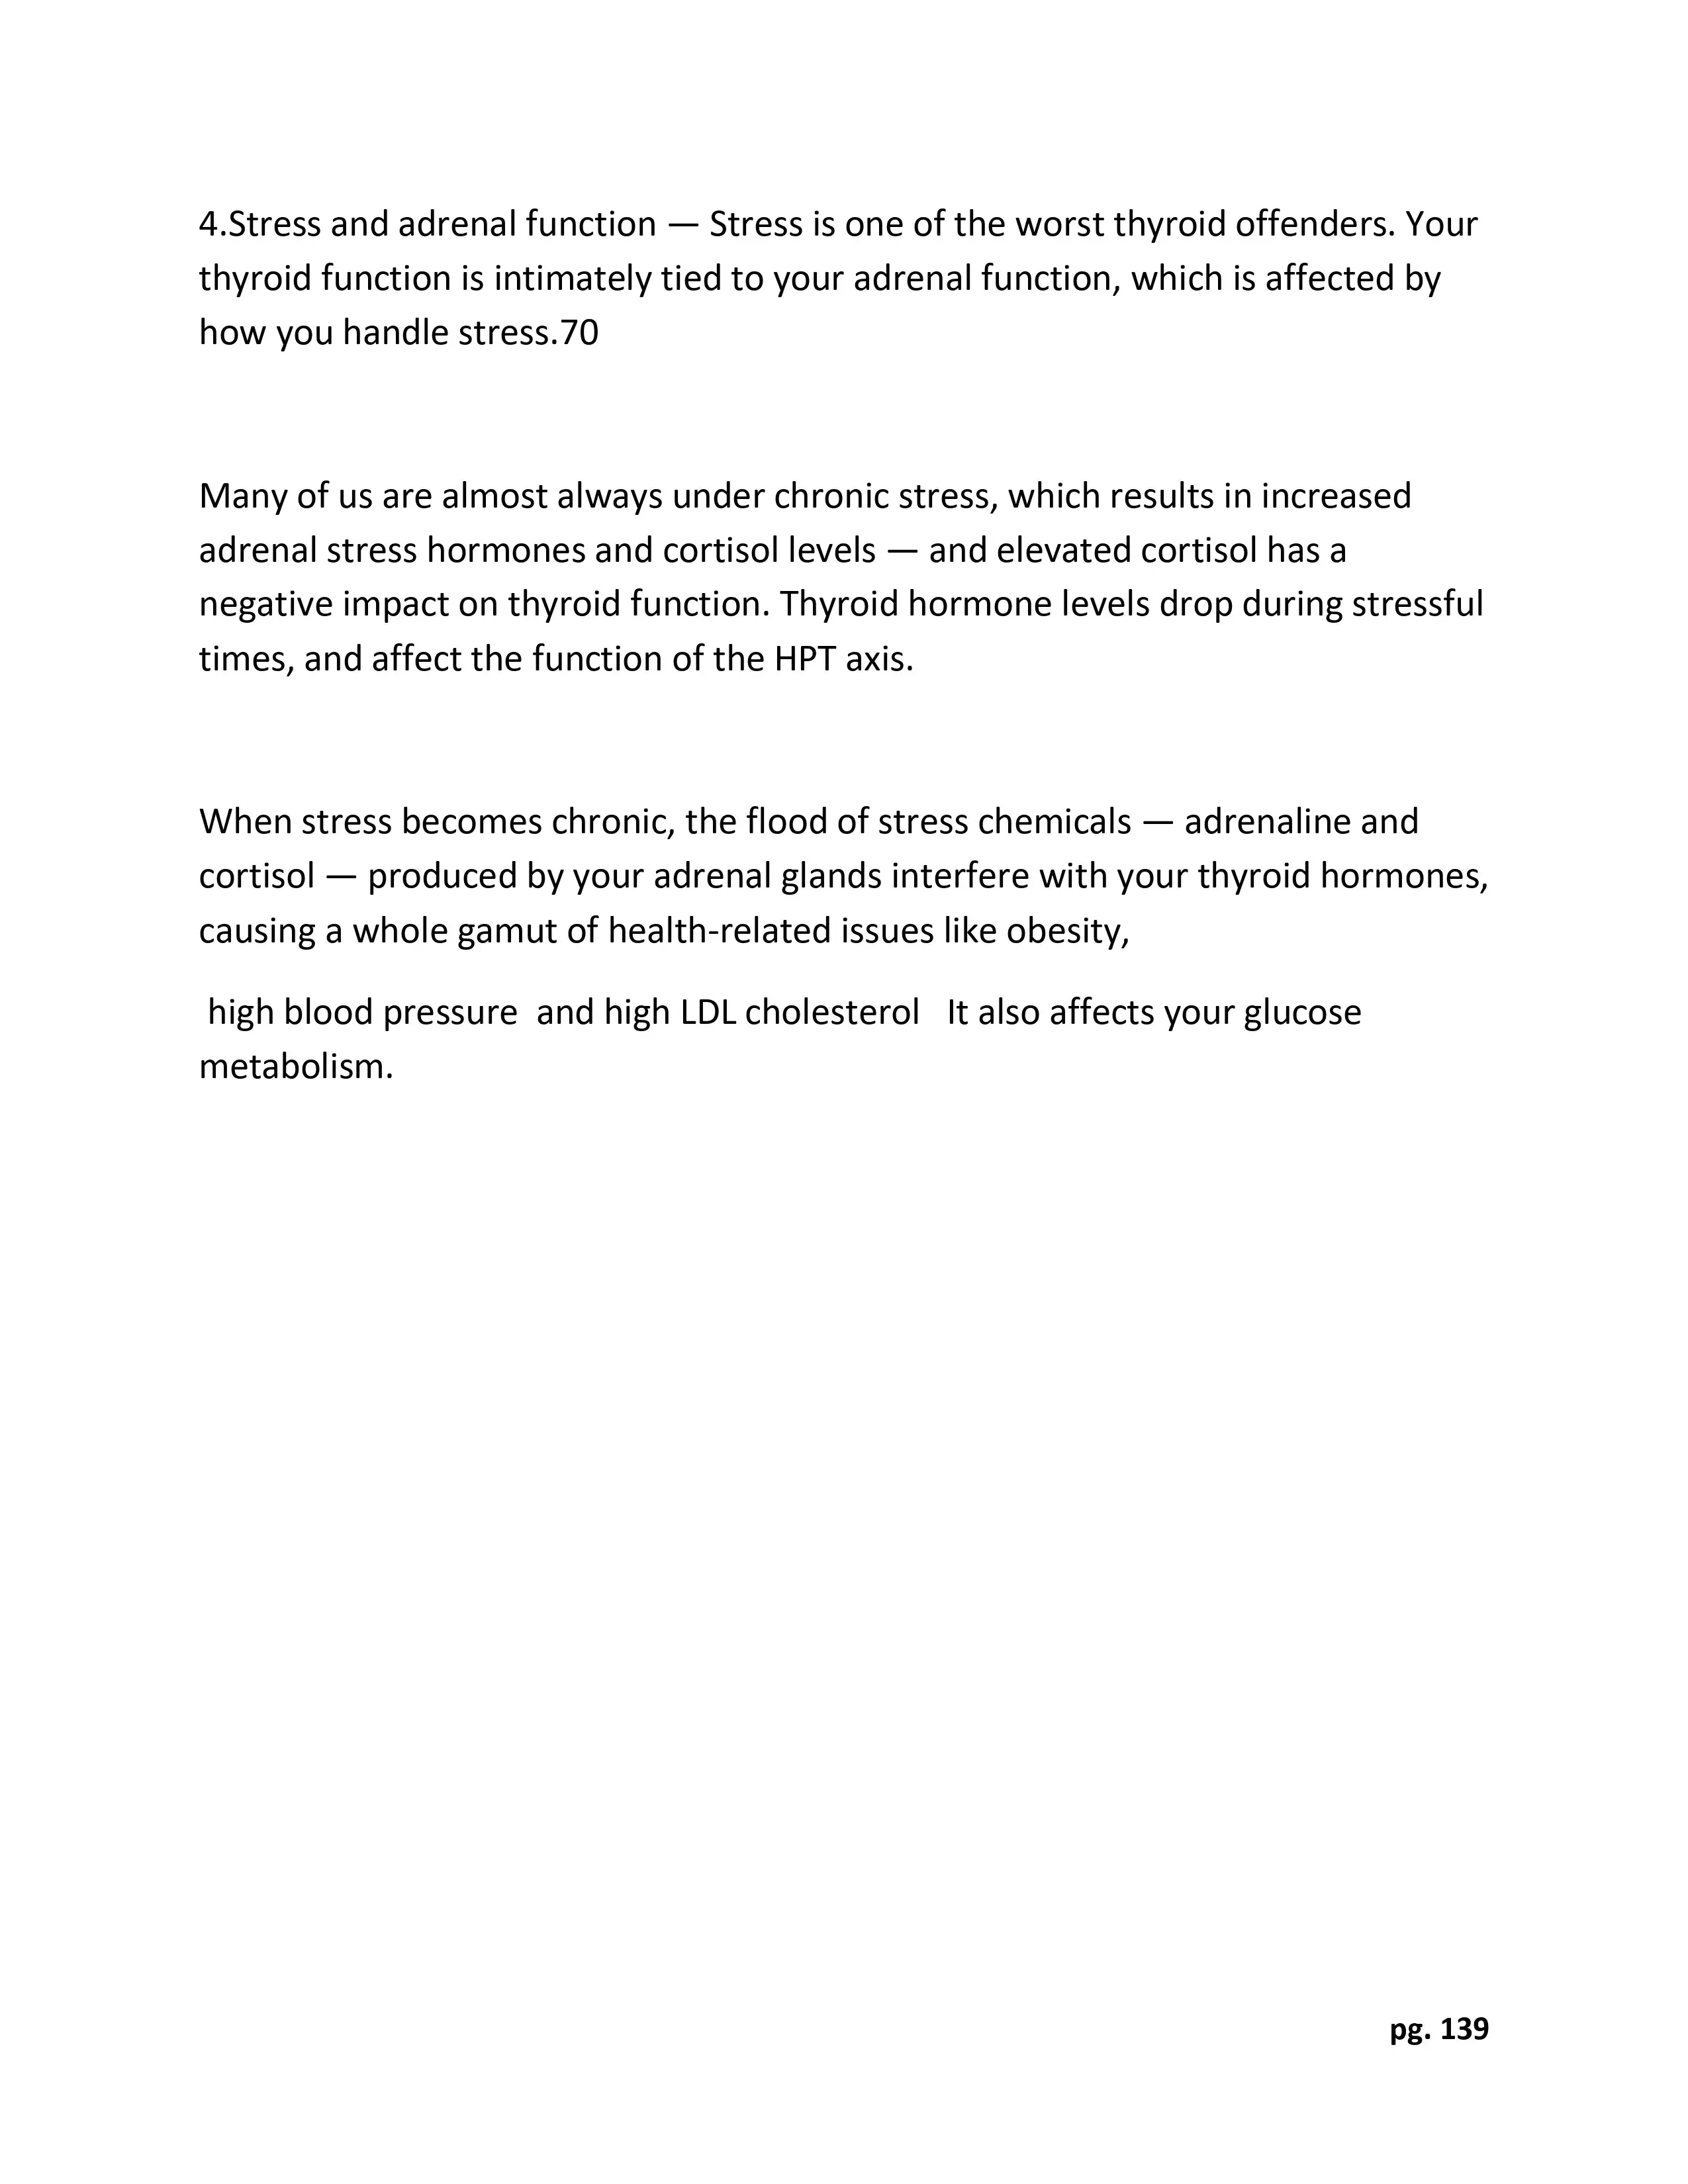 4.Stress and adrenal function — Stress is one of the worst thyroid offenders. Your
thyroid function is intimately tied to your adrenal function, which is affected by
how you handle stress.70
Many of us are almost always under chronic stress, which results in increased
adrenal stress hormones and cortisol levels — and elevated cortisol has a
negative impact on thyroid function. Thyroid hormone levels drop during stressful
times, and affect the function of the HPT axis.
When stress becomes chronic, the flood of stress chemicals — adrenaline and
cortisol — produced by your adrenal glands interfere with your thyroid hormones,
causing a whole gamut of health-related issues like obesity,
high blood pressure  and high LDL cholesterol   It also affects your glucose
metabolism.
pg. 139